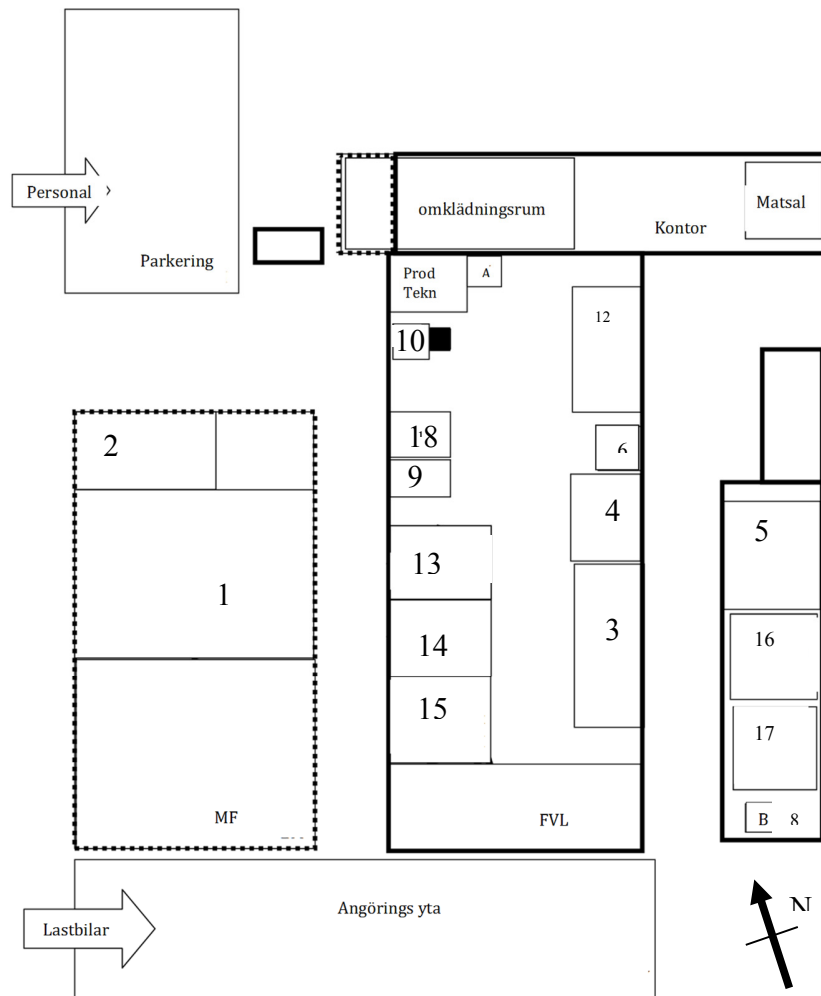 Personal
Parkering
omklädningsrum
Kontor
Matsal
Prod
Tekn
A
10
12
18
6
9
2
4
5
13
1
3
16
14
15
17
MF
FVL
B 8
Angörings yta
Lastbilar
N